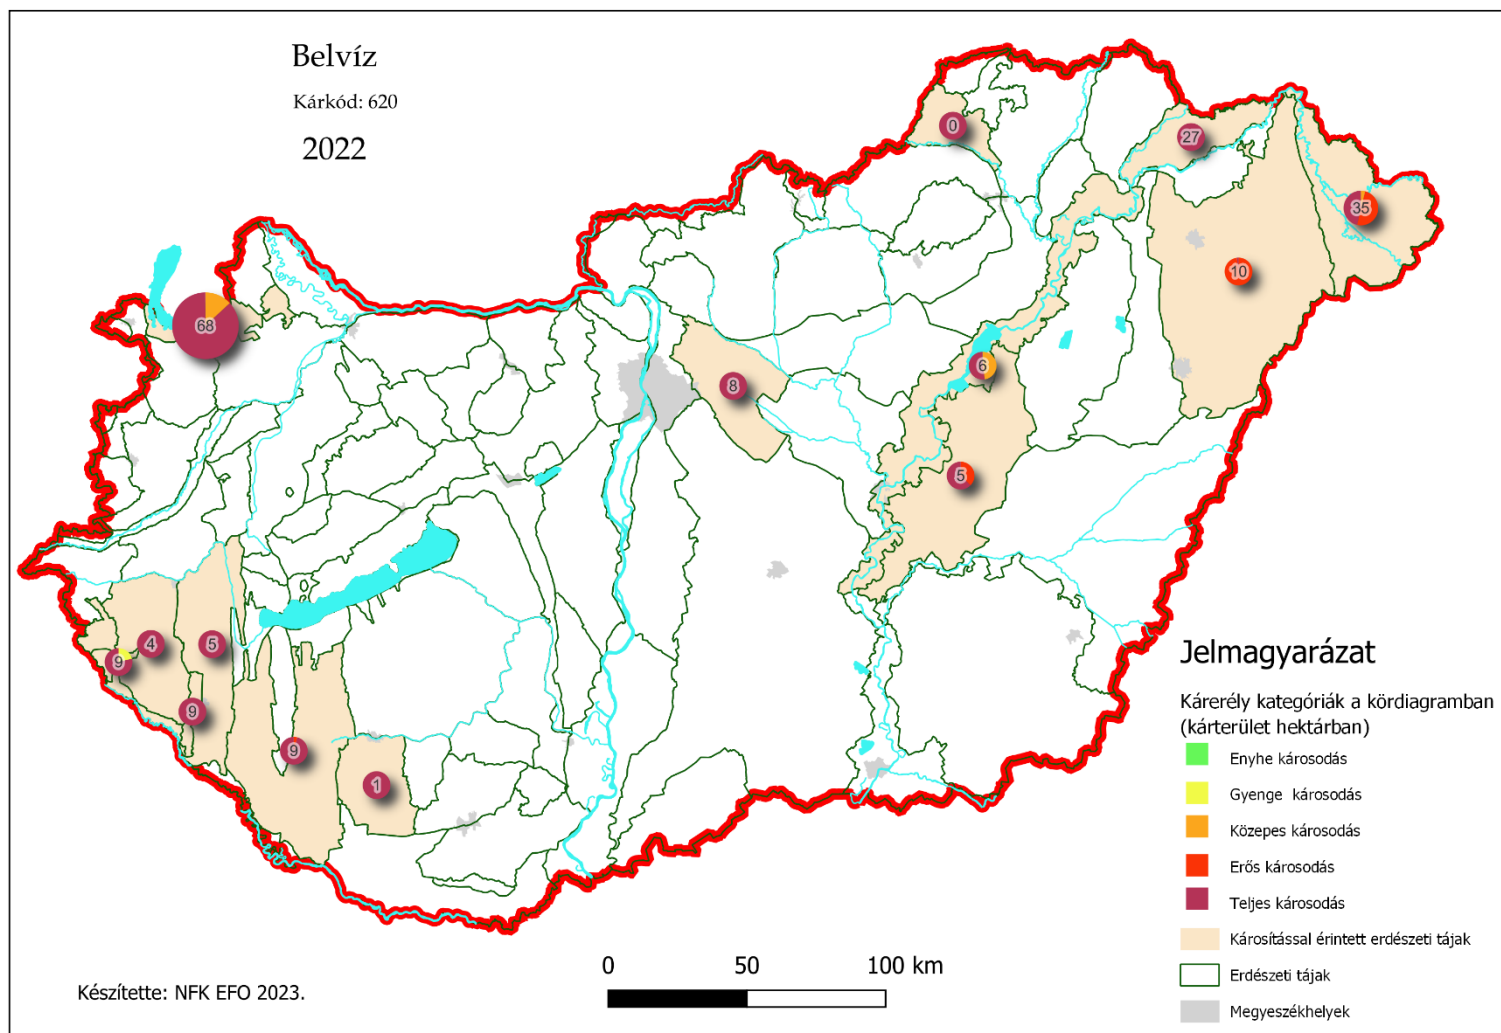 Belvíz
Kárkód: 620
2022
0
27
35
10
68
6
8
5
4
5
9
9
9
1
Jelmagyarázat
Kárerély kategóriák a kördiagramban
(kárterület hektárban)
Enyhe károsodás
Gyenge károsodás
Közepes károsodás
Erős károsodás
Teljes károsodás
Károsítással érintett erdészeti tájak
Erdészeti tájak
Megyeszékhelyek
0 50 100 km
Készítette: NFK EFO 2023.